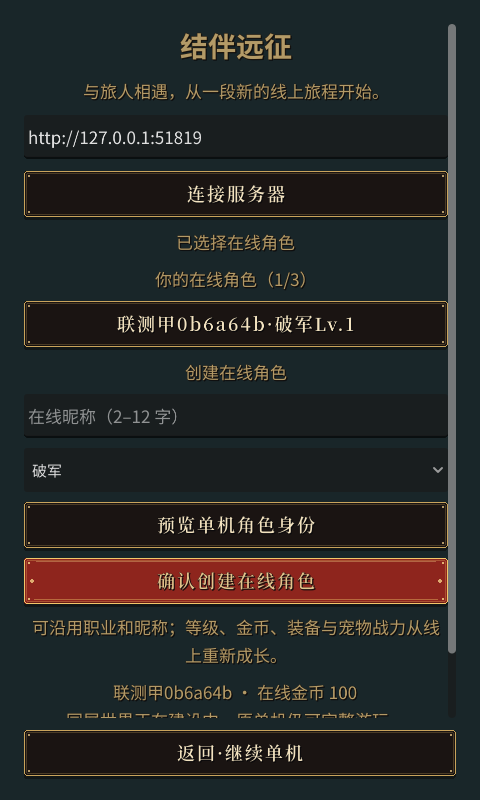 结伴远征
与旅人相遇，从一段新的线上旅程开始。
http://127.0.0.1:51819
连接服务器
已选择在线角色
你的在线角色（1/3）
联测甲0b6a64b·破军Lv.1
创建在线角色
在线昵称（2–12 字）
破军
预览单机角色身份
确认创建在线角色
可沿用职业和昵称；等级、金币、装备与宠物战力从线
上重新成长。
联测甲0b6a64b · 在线金币 100
返回·继续单机